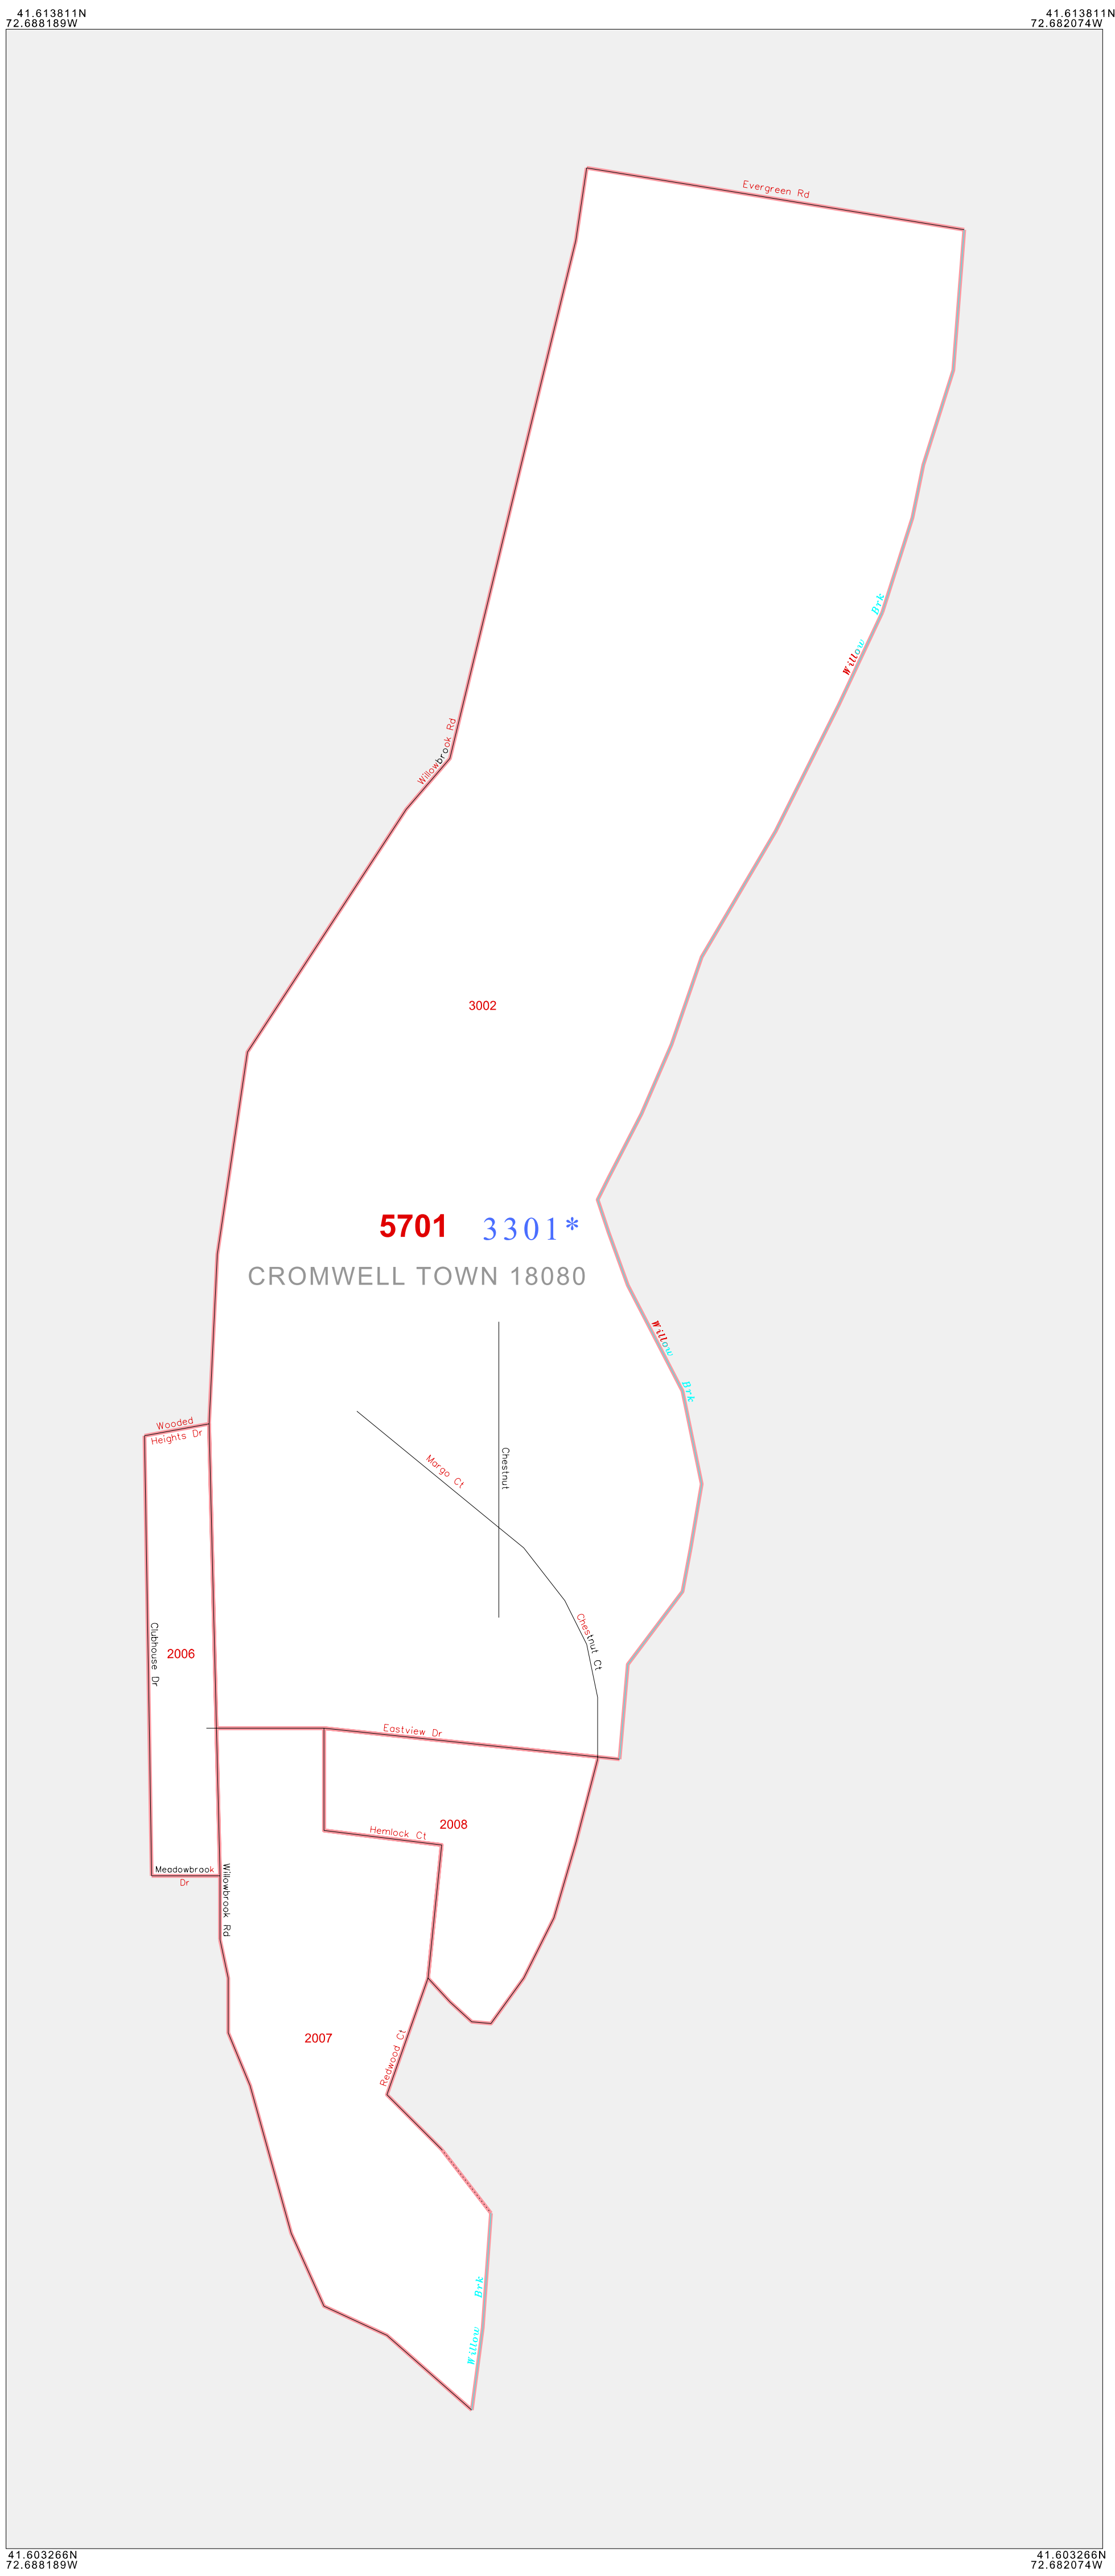 41.613811N
72.688189W
41.613811N
72.682074W
Evergreen Rd
Willow Brk
Willowbrook Rd
3002
5701 3301*
CROMWELL TOWN 18080
Willow Brk
Wooded
Heights Dr
Chestnut
Margo Ct
Chestnut Ct
Clubhouse Dr
2006
Eastview Dr
2008
Hemlock Ct
Meadowbrook
Dr
Willowbrook Rd
2007
Redwood Ct
Willow Brk
41.603266N
72.688189W
41.603266N
72.682074W